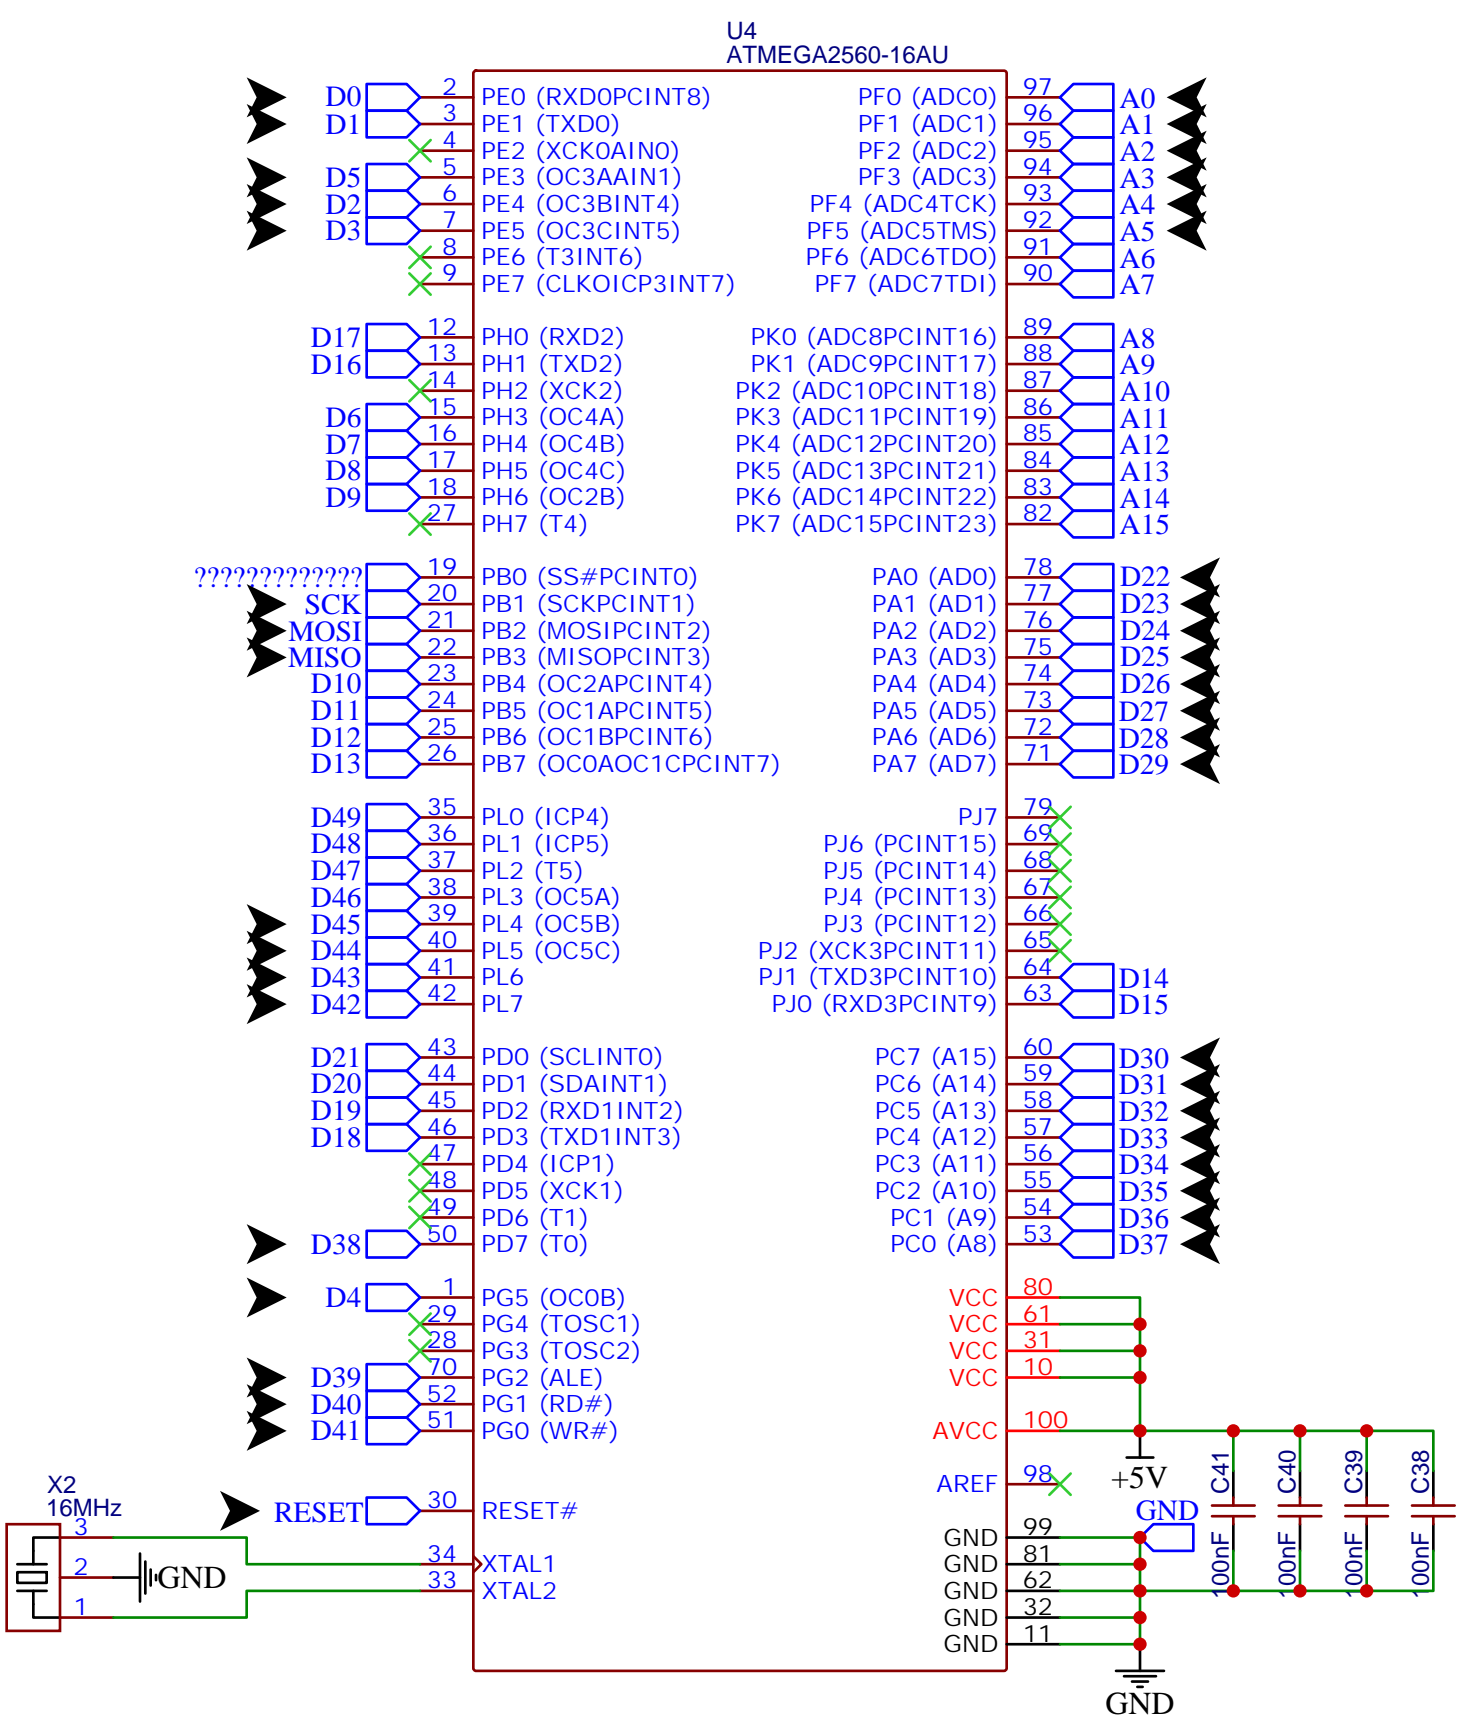 U4
ATMEGA2560-16AU
D0 2 PE0 (RXD0PCINT8) PF0 (ADC0) 97 A0
D1 3 PE1 (TXD0) PF1 (ADC1) 96 A1
4 PE2 (XCK0AIN0) PF2 (ADC2) 95 A2
D5 5 PE3 (OC3AAIN1) PF3 (ADC3) 94 A3
D2 6 PE4 (OC3BINT4) PF4 (ADC4TCK) 93 A4
D3 7 PE5 (OC3CINT5) PF5 (ADC5TMS) 92 A5
8 PE6 (T3INT6) PF6 (ADC6TDO) 91 A6
9 PE7 (CLKOICP3INT7) PF7 (ADC7TDI) 90 A7
D17 12 PH0 (RXD2) PK0 (ADC8PCINT16) 89 A8
D16 13 PH1 (TXD2) PK1 (ADC9PCINT17) 88 A9
14 PH2 (XCK2) PK2 (ADC10PCINT18) 87 A10
D6 15 PH3 (OC4A) PK3 (ADC11PCINT19) 86 A11
D7 16 PH4 (OC4B) PK4 (ADC12PCINT20) 85 A12
D8 17 PH5 (OC4C) PK5 (ADC13PCINT21) 84 A13
D9 18 PH6 (OC2B) PK6 (ADC14PCINT22) 83 A14
27 PH7 (T4) PK7 (ADC15PCINT23) 82 A15
????????????? 19 PB0 (SS#PCINT0) PA0 (AD0) 78 D22
SCK 20 PB1 (SCKPCINT1) PA1 (AD1) 77 D23
MOSI 21 PB2 (MOSIPCINT2) PA2 (AD2) 76 D24
MISO 22 PB3 (MISOPCINT3) PA3 (AD3) 75 D25
D10 23 PB4 (OC2APCINT4) PA4 (AD4) 74 D26
D11 24 PB5 (OC1APCINT5) PA5 (AD5) 73 D27
D12 25 PB6 (OC1BPCINT6) PA6 (AD6) 72 D28
D13 26 PB7 (OC0AOC1CPCINT7) PA7 (AD7) 71 D29
D49 35 PL0 (ICP4) PJ7 79
D48 36 PL1 (ICP5) PJ6 (PCINT15) 69
D47 37 PL2 (T5) PJ5 (PCINT14) 68
D46 38 PL3 (OC5A) PJ4 (PCINT13) 67
D45 39 PL4 (OC5B) PJ3 (PCINT12) 66
D44 40 PL5 (OC5C) PJ2 (XCK3PCINT11) 65
D43 41 PL6 PJ1 (TXD3PCINT10) 64 D14
D42 42 PL7 PJ0 (RXD3PCINT9) 63 D15
D21 43 PD0 (SCLINT0) PC7 (A15) 60 D30
D20 44 PD1 (SDAINT1) PC6 (A14) 59 D31
D19 45 PD2 (RXD1INT2) PC5 (A13) 58 D32
D18 46 PD3 (TXD1INT3) PC4 (A12) 57 D33
47 PD4 (ICP1) PC3 (A11) 56 D34
48 PD5 (XCK1) PC2 (A10) 55 D35
49 PD6 (T1) PC1 (A9) 54 D36
D38 50 PD7 (T0) PC0 (A8) 53 D37
D4 1 PG5 (OC0B) VCC 80
29 PG4 (TOSC1) VCC 61
28 PG3 (TOSC2) VCC 31
D39 70 PG2 (ALE) VCC 10
D40 52 PG1 (RD#)
D41 51 PG0 (WR#) AVCC 100
+5V
AREF 98
C41 C40 C39 C38
100nF 100nF 100nF 100nF
X2
16MHz
RESET 30 RESET# GND
3 GND 99
34 XTAL1 GND 81
2 GND
33 XTAL2 GND 62
1 GND 32
GND 11
GND